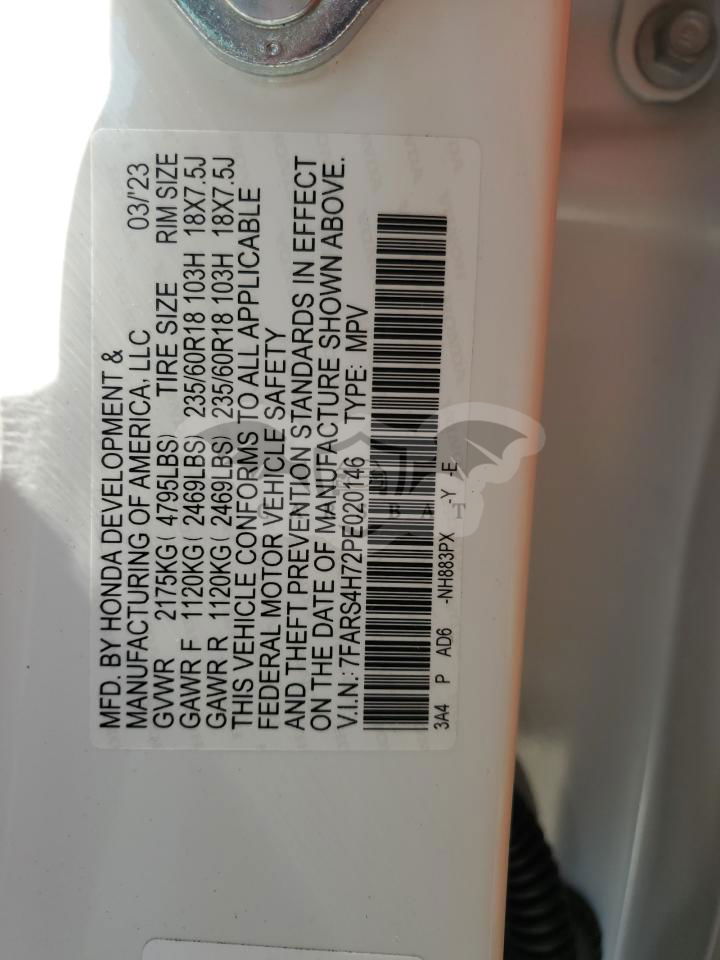 MFD. BY HONDA DEVELOPMENT &
MANUFACTURING OF AMERICA, LLC 03/'23
GVWR 2175KG( 4795LBS) TIRE SIZE RIM SIZE
GAWR F 1120KG( 2469LBS) 235/60R18 103H 18X7.5J
GAWR R 1120KG( 2469LBS) 235/60R18 103H 18X7.5J
THIS VEHICLE CONFORMS TO ALL APPLICABLE
FEDERAL MOTOR VEHICLE SAFETY
AND THEFT PREVENTION STANDARDS IN EFFECT
ON THE DATE OF MANUFACTURE SHOWN ABOVE.
V.I.N.: 7FARS4H72PE020146 TYPE: MPV
3A4 P AD6 -NH883PX -Y -E